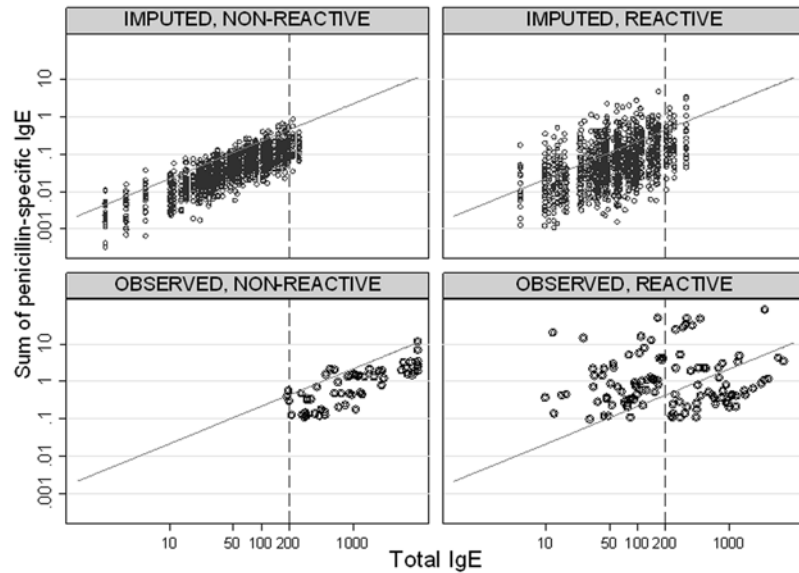 IMPUTED, NON-REACTIVE
IMPUTED, REACTIVE
Sum of penicillin-specific IgE
10
1
.1
.01
.001
OBSERVED, NON-REACTIVE
OBSERVED, REACTIVE
10
1
.1
.01
.001
10 50 100 200 1000
10 50 100 200 1000
Total IgE